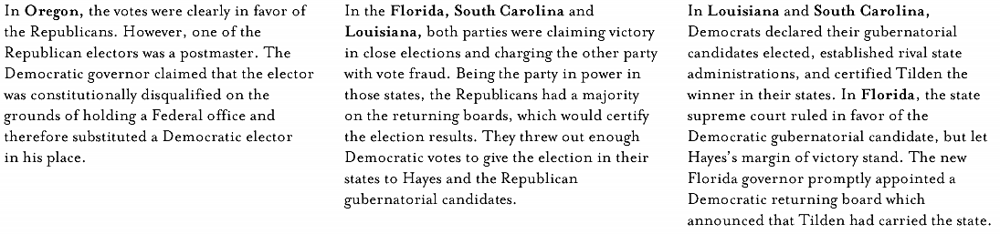 In Oregon, the votes were clearly in favor of
the Republicans. However, one of the
Republican electors was a postmaster. The
Democratic governor claimed that the elector
was constitutionally disqualified on the
grounds of holding a Federal office and
therefore substituted a Democratic elector
in his place.
In the Florida, South Carolina and
Louisiana, both parties were claiming victory
in close elections and charging the other party
with vote fraud. Being the party in power in
those states, the Republicans had a majority
on the returning boards, which would certify
the election results. They threw out enough
Democratic votes to give the election in their
states to Hayes and the Republican
gubernatorial candidates.
In Louisiana and South Carolina,
Democrats declared their gubernatorial
candidates elected, established rival state
administrations, and certified Tilden the
winner in their states. In Florida, the state
supreme court ruled in favor of the
Democratic gubernatorial candidate, but let
Hayes's margin of victory stand. The new
Florida governor promptly appointed a
Democratic returning board which
announced that Tilden had carried the state.